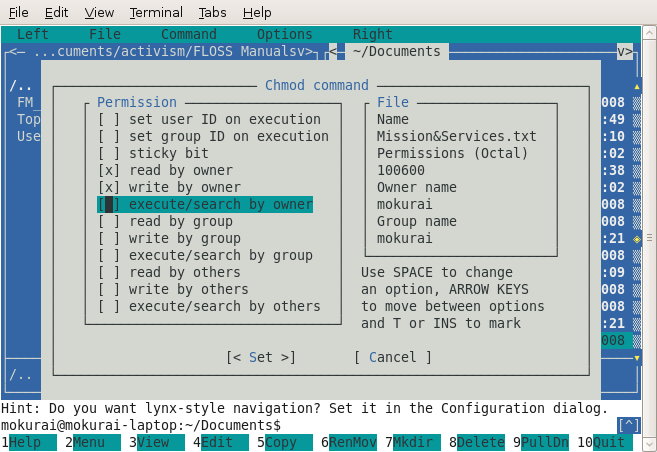 File Edit View Terminal Tabs Help
Left File Command Options Right
<— ...cuments/activism/FLOSS Manualsv> < ~/Documents v>
Chmod command
/..
Permission File
FM_ [ ] set user ID on execution Name 008
Top [ ] set group ID on execution Mission&Services.txt :49
Use [ ] sticky bit Permissions (Octal) :10
[x] read by owner 100600 :02
[x] write by owner Owner name :38
[ ] execute/search by owner mokurai :02
[ ] read by group Group name 008
[ ] write by group mokurai 008
[ ] execute/search by group :21
[ ] read by others Use SPACE to change 008
[ ] write by others an option, ARROW KEYS :09
[ ] execute/search by others to move between options 008
and T or INS to mark 008
:21
008
[< Set >] [ Cancel ]
/..
Hint: Do you want lynx-style navigation? Set it in the Configuration dialog.
mokurai@mokurai-laptop:~/Documents$ [^]
1Help 2Menu 3View 4Edit 5Copy 6RenMov 7Mkdir 8Delete 9PullDn 10Quit